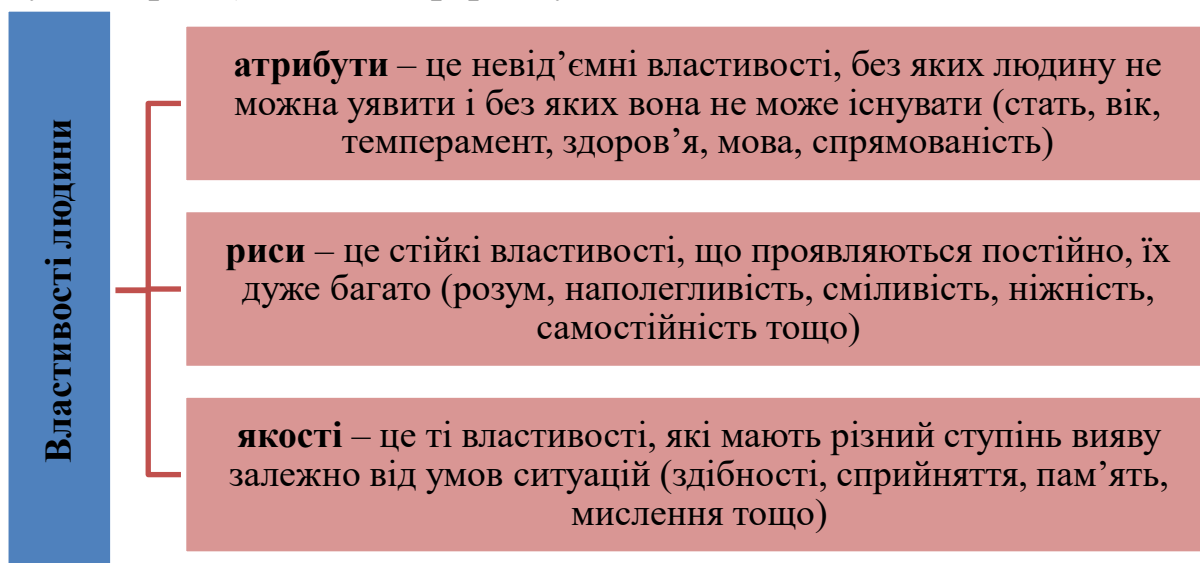 Властивості людини
атрибути – це невід’ємні властивості, без яких людину не
можна уявити і без яких вона не може існувати (стать, вік,
темперамент, здоров’я, мова, спрямованість)
риси – це стійкі властивості, що проявляються постійно, їх
дуже багато (розум, наполегливість, сміливість, ніжність,
самостійність тощо)
якості – це ті властивості, які мають різний ступінь вияву
залежно від умов ситуацій (здібності, сприйняття, пам’ять,
мислення тощо)